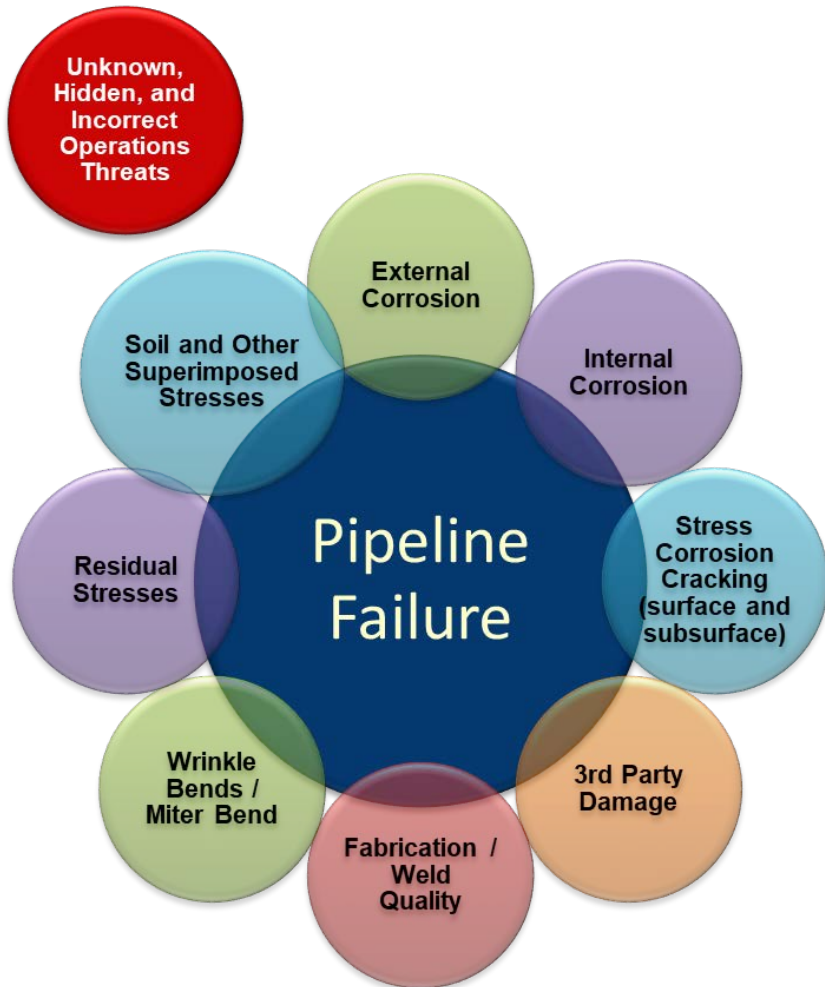 Unknown,
Hidden, and
Incorrect
Operations
Threats
External
Corrosion
Internal
Corrosion
Stress
Corrosion
Cracking
(surface and
subsurface)
3rd Party
Damage
Fabrication /
Weld
Quality
Wrinkle
Bends /
Miter Bend
Residual
Stresses
Soil and Other
Superimposed
Stresses
Pipeline
Failure